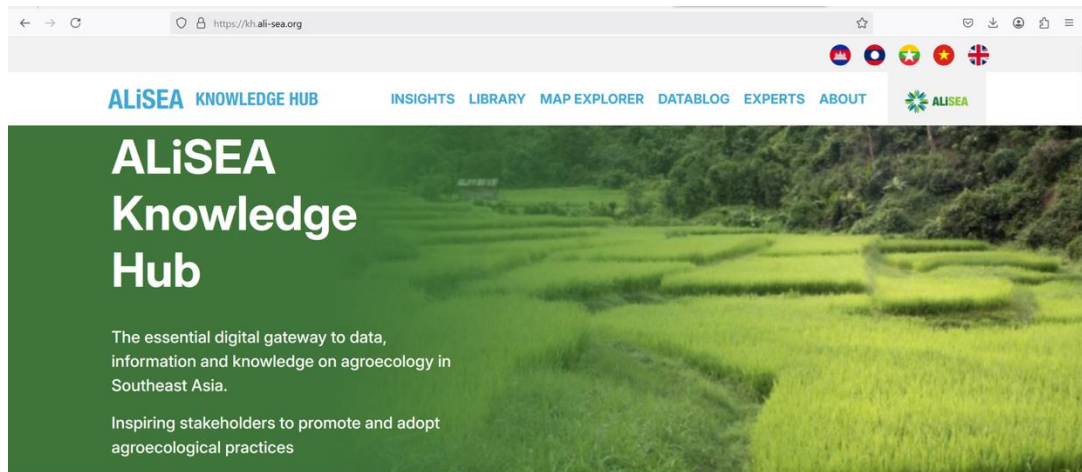 https://kh.ali-sea.org
ALiSEA KNOWLEDGE HUB INSIGHTS LIBRARY MAP EXPLORER DATABLOG EXPERTS ABOUT ALiSEA
ALiSEA
Knowledge
Hub
The essential digital gateway to data,
information and knowledge on agroecology in
Southeast Asia.
Inspiring stakeholders to promote and adopt
agroecological practices